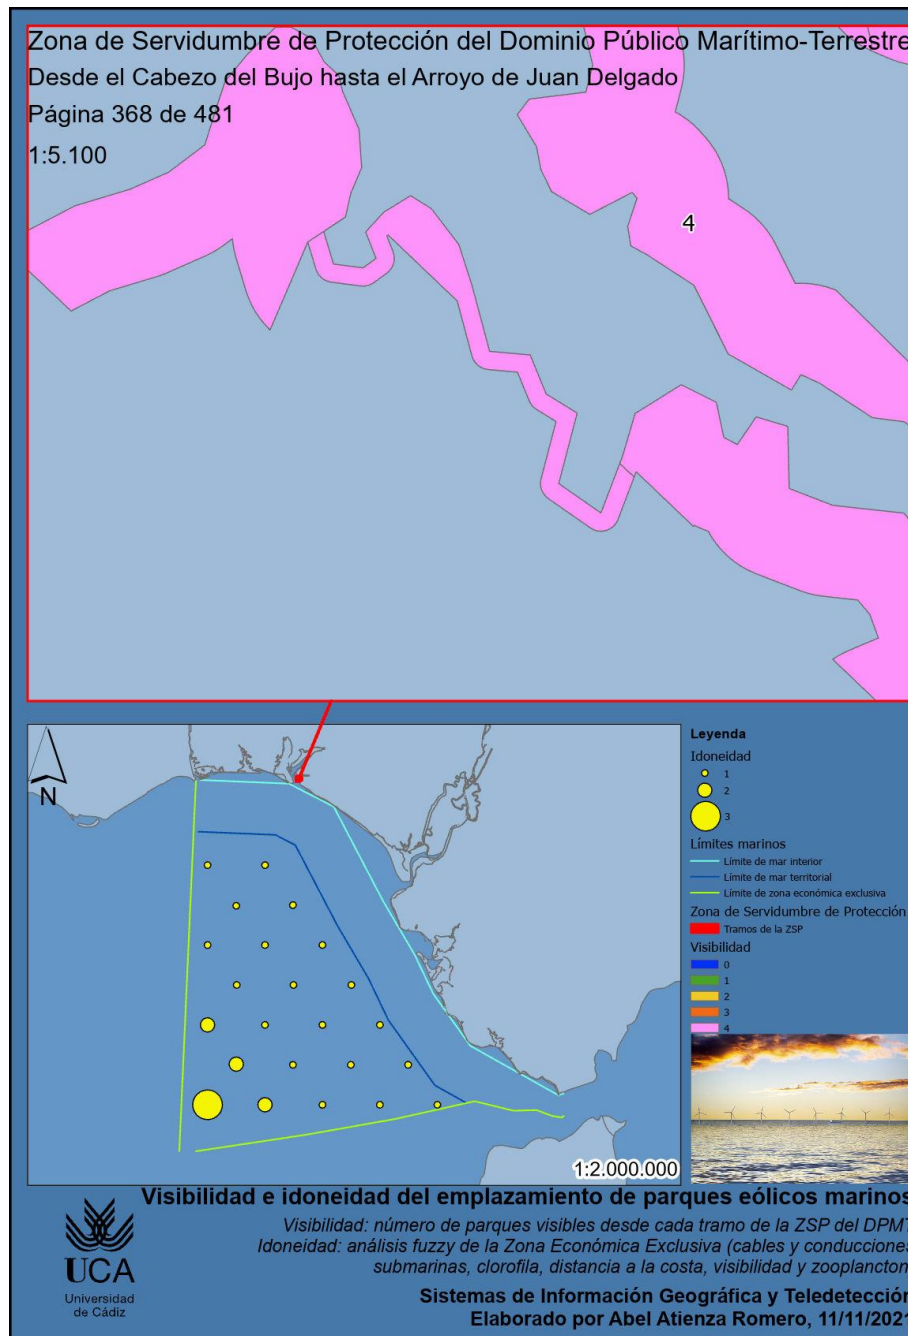 Zona de Servidumbre de Protección del Dominio Público Marítimo-Terrestre
Desde el Cabezo del Bujo hasta el Arroyo de Juan Delgado
Página 368 de 481
1:5.100
4
N
1:2.000.000
Leyenda
Idoneidad
1
2
3
Límites marinos
Límite de mar interior
Límite de mar territorial
Límite de zona económica exclusiva
Zona de Servidumbre de Protección
Tramos de la ZSP
Visibilidad
0
1
2
3
4
Visibilidad e idoneidad del emplazamiento de parques eólicos marinos
Visibilidad: número de parques visibles desde cada tramo de la ZSP del DPMT
Idoneidad: análisis fuzzy de la Zona Económica Exclusiva (cables y conducciones
submarinas, clorofila, distancia a la costa, visibilidad y zooplancton
Sistemas de Información Geográfica y Teledetección
Elaborado por Abel Atienza Romero, 11/11/2021
UCA
Universidad
de Cádiz